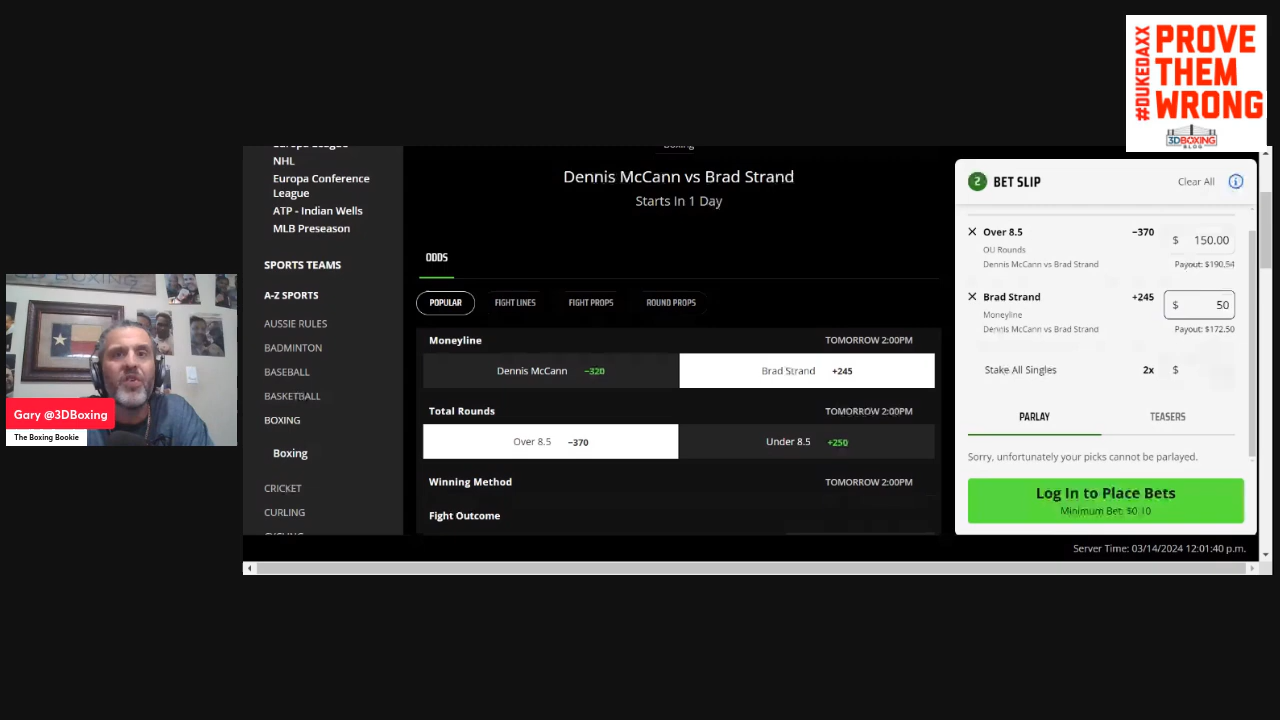 #DUKEDAXX
PROVE
THEM
WRONG
3DBOXING
BLOG
NHL
Europa Conference
League
ATP - Indian Wells
MLB Preseason
SPORTS TEAMS
A-Z SPORTS
AUSSIE RULES
BADMINTON
BASEBALL
BASKETBALL
BOXING
Boxing
CRICKET
CURLING
Gary @3DBoxing
The Boxing Bookie
Boxing
Dennis McCann vs Brad Strand
Starts In 1 Day
ODDS
POPULAR
FIGHT LINES
FIGHT PROPS
ROUND PROPS
Moneyline
TOMORROW 2:00PM
Dennis McCann -320
Brad Strand +245
Total Rounds
TOMORROW 2:00PM
Over 8.5 -370
Under 8.5 +250
Winning Method
TOMORROW 2:00PM
Fight Outcome
2 BET SLIP
Clear All
Over 8.5 -370 $ 150.00
OU Rounds
Dennis McCann vs Brad Strand Payout: $190.54
Brad Strand +245 $ 50
Moneyline
Dennis McCann vs Brad Strand Payout: $172.50
Stake All Singles 2x $
PARLAY TEASERS
Sorry, unfortunately your picks cannot be parlayed.
Log In to Place Bets
Minimum Bet: $0.10
Server Time: 03/14/2024 12:01:40 p.m.